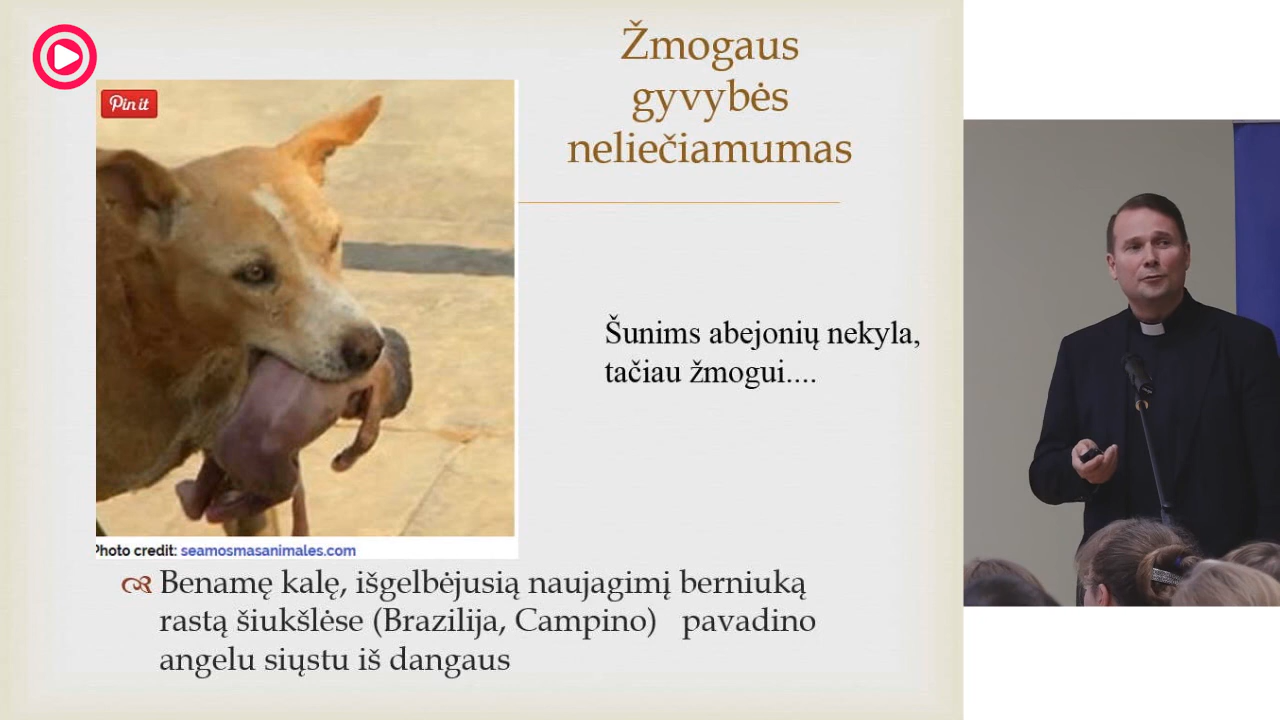 Žmogaus
gyvybės
neliečiamumas
Pin it
Šunims abejonių nekyla,
tačiau žmogui....
Photo credit: seamosmasanimales.com
Benamę kalę, išgelbėjusią naujagimį berniuką
rastą šiukšlėse (Brazilija, Campino) pavadino
angelu siųstu iš dangaus